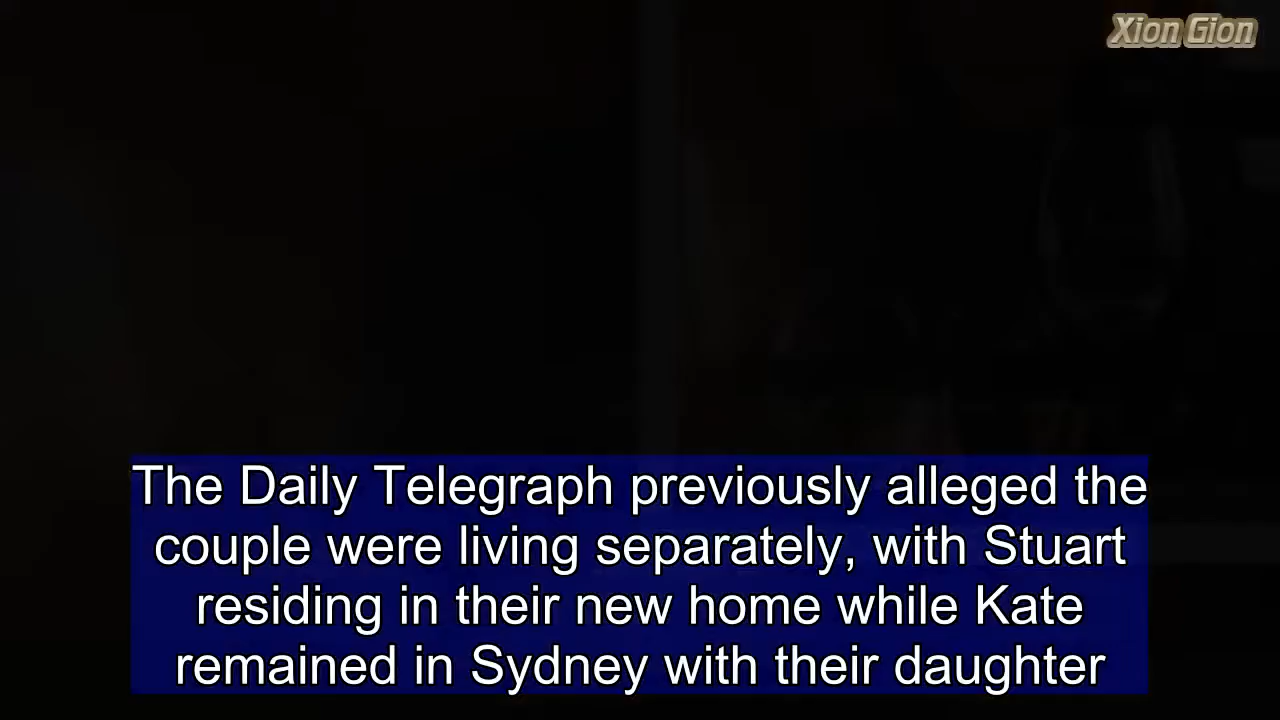 Xion Gion
The Daily Telegraph previously alleged the
couple were living separately, with Stuart
residing in their new home while Kate
remained in Sydney with their daughter